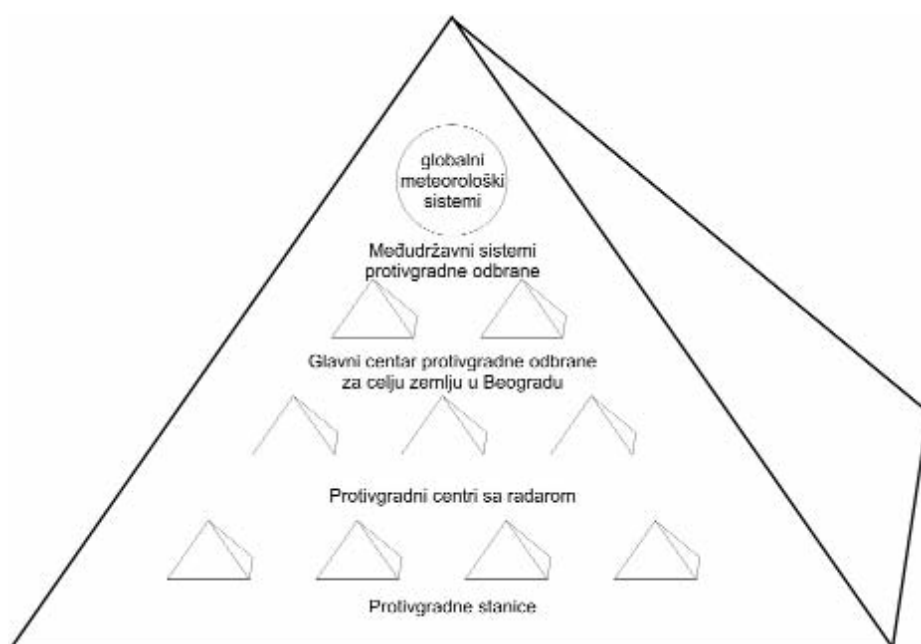 globalni
meteorološki
sistemi
Međudržavni sistemi
protivgradne odbrane
Glavni centar protivgradne odbrane
za celju zemlju u Beogradu
Protivgradni centri sa radarom
Protivgradne stanice